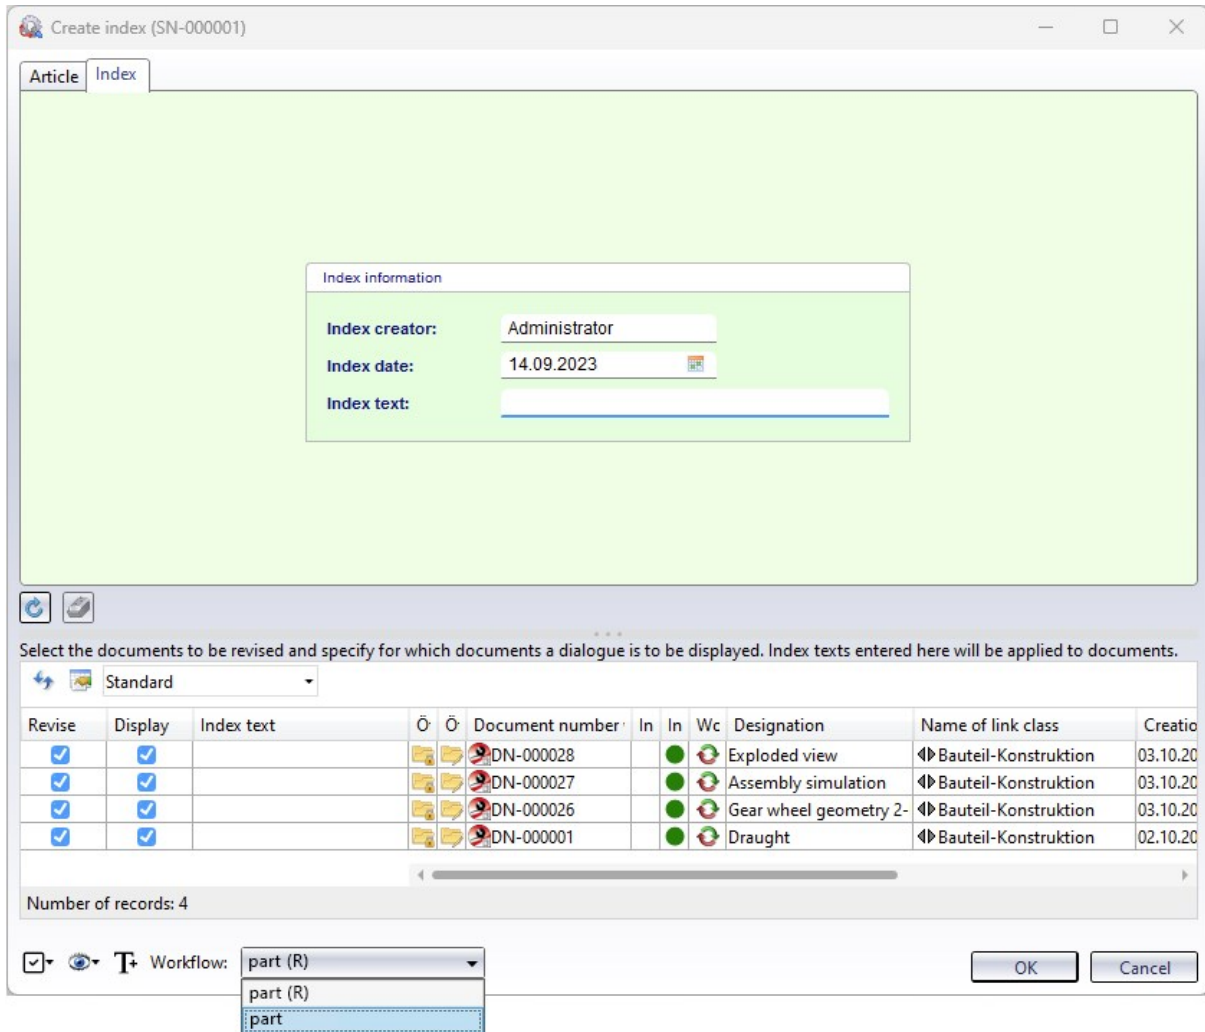 Create index (SN-000001)
Article Index
Index information
Index creator: Administrator
Index date: 14.09.2023
Index text:
Select the documents to be revised and specify for which documents a dialogue is to be displayed. Index texts entered here will be applied to documents.
Standard
Revise Display Index text Ö Ö Document number In In Wc Designation Name of link class Creatio
DN-000028 Exploded view Bauteil-Konstruktion 03.10.20
DN-000027 Assembly simulation Bauteil-Konstruktion 03.10.20
DN-000026 Gear wheel geometry 2- Bauteil-Konstruktion 03.10.20
DN-000001 Draught Bauteil-Konstruktion 02.10.20
Number of records: 4
T+ Workflow: part (R) OK Cancel
part (R)
part